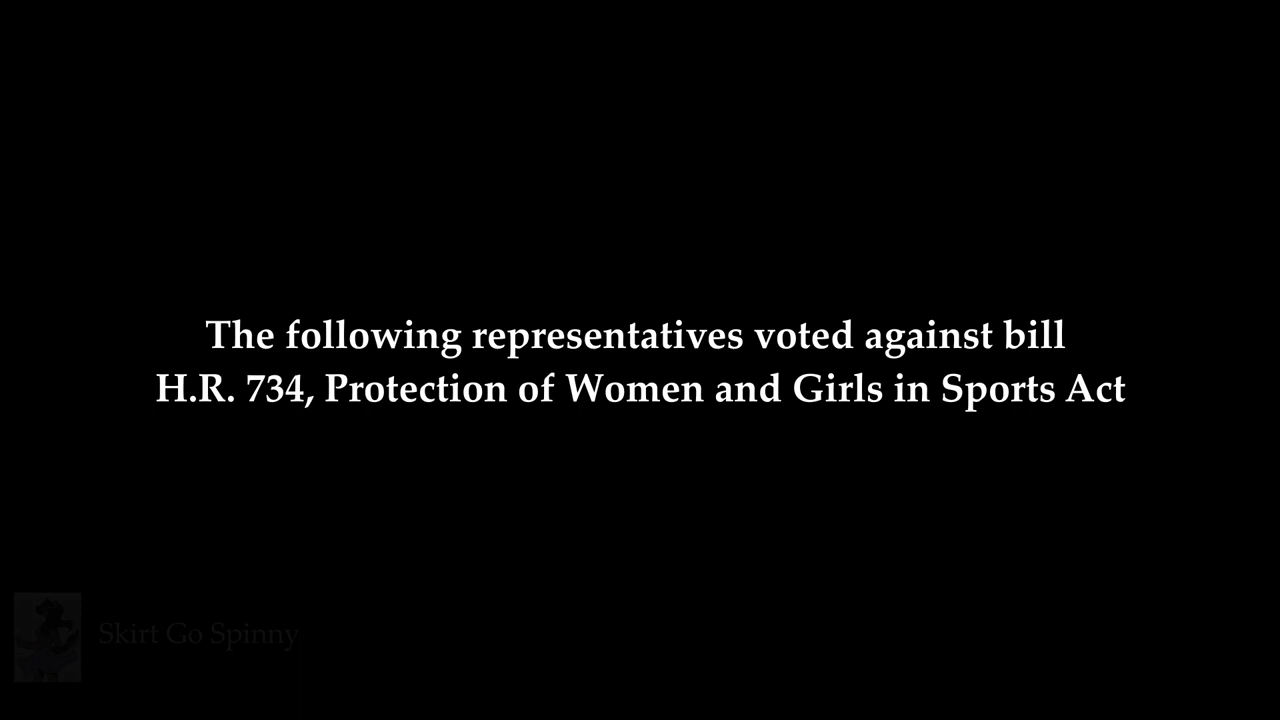 The following representatives voted against bill
H.R. 734, Protection of Women and Girls in Sports Act
Skirt Go Spinny